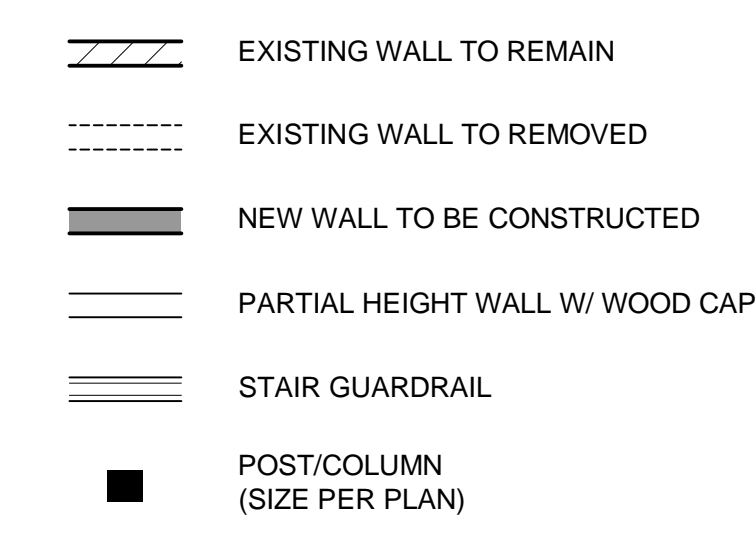 EXISTING WALL TO REMAIN
EXISTING WALL TO REMOVED
NEW WALL TO BE CONSTRUCTED
PARTIAL HEIGHT WALL W/ WOOD CAP
STAIR GUARDRAIL
POST/COLUMN
(SIZE PER PLAN)